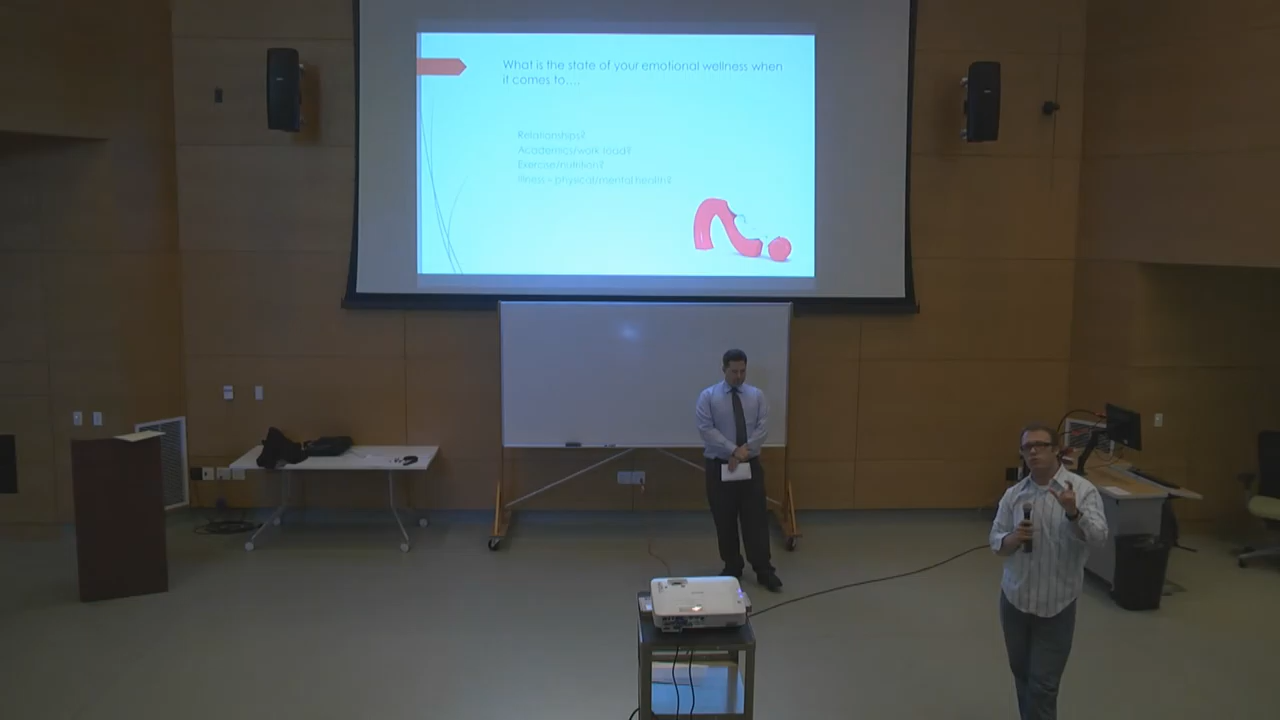 What is the state of your emotional wellness when
it comes to....
Relationships?
Academics/work load?
Exercise/nutrition?
Illness – physical/mental health?